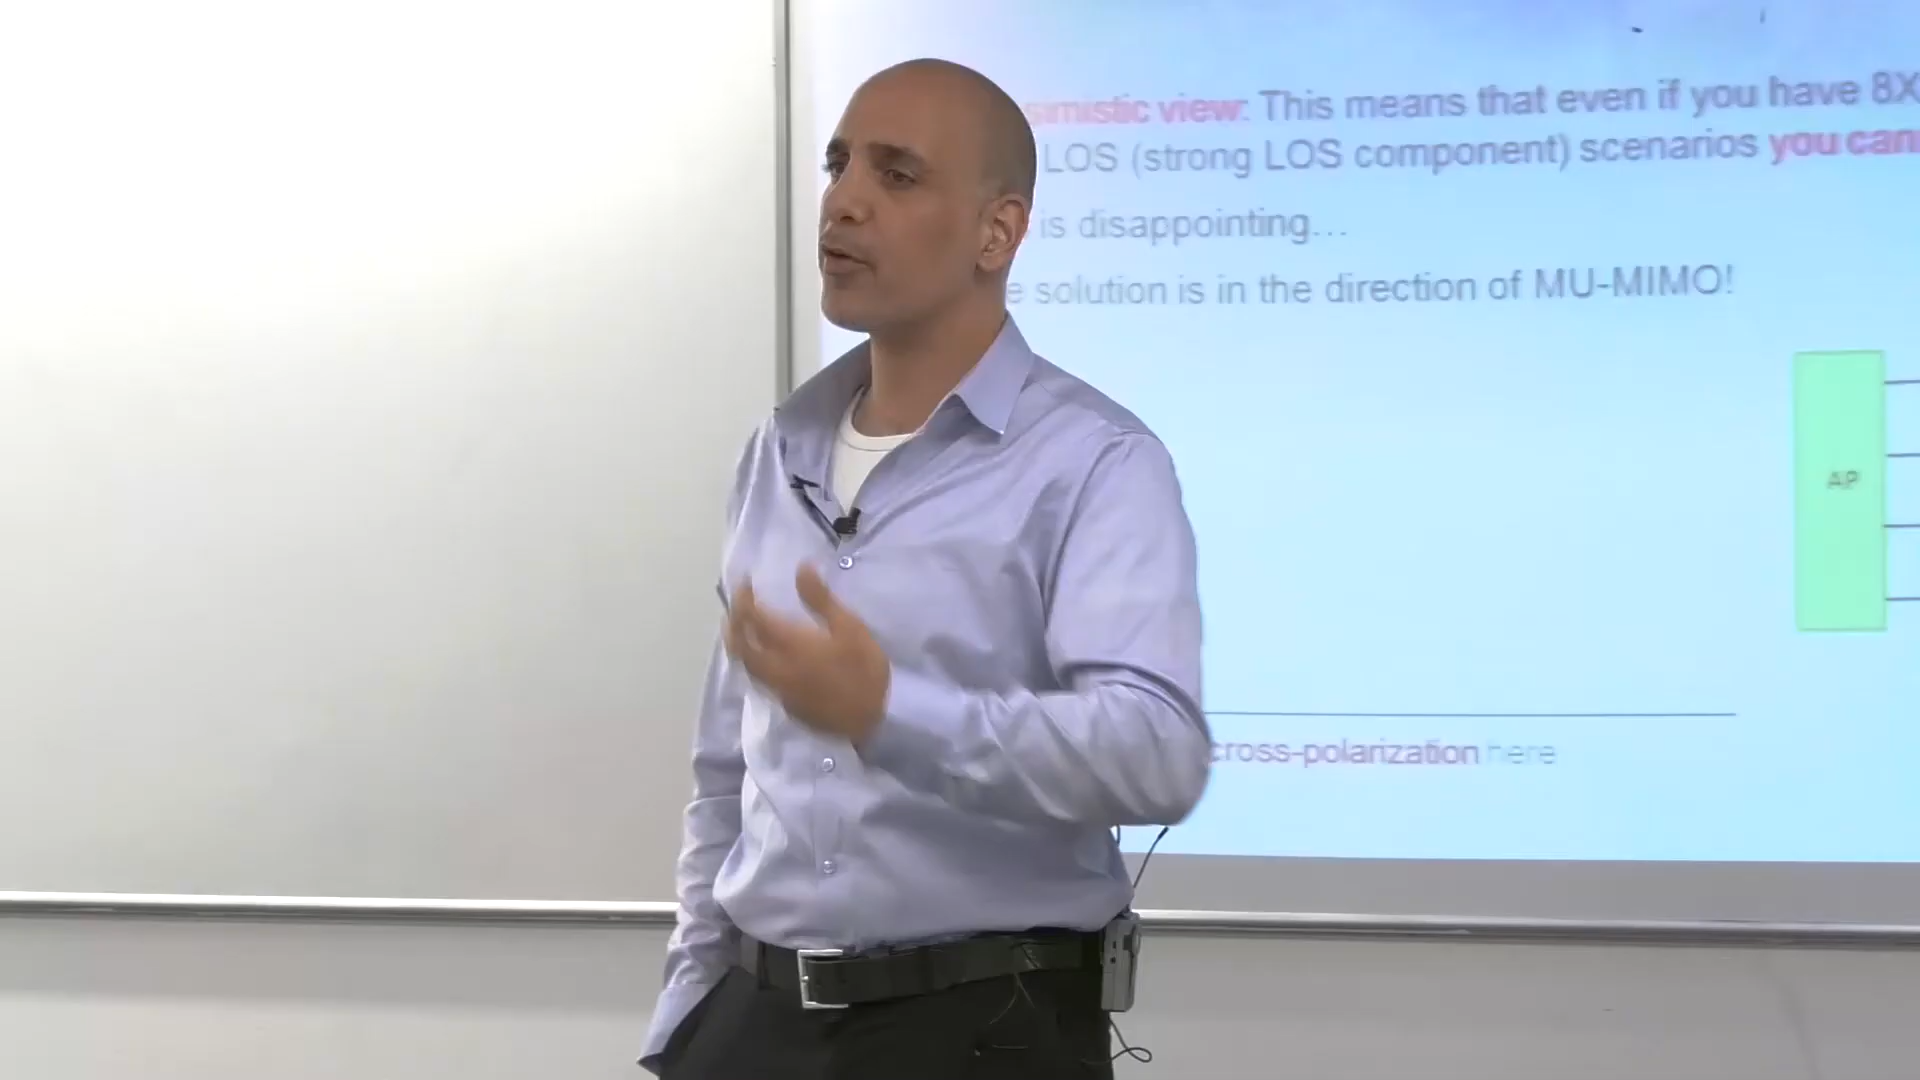 simistic view: This means that even if you have 8X
LOS (strong LOS component) scenarios you cann
is disappointing…
e solution is in the direction of MU-MIMO!
AP
cross-polarization here